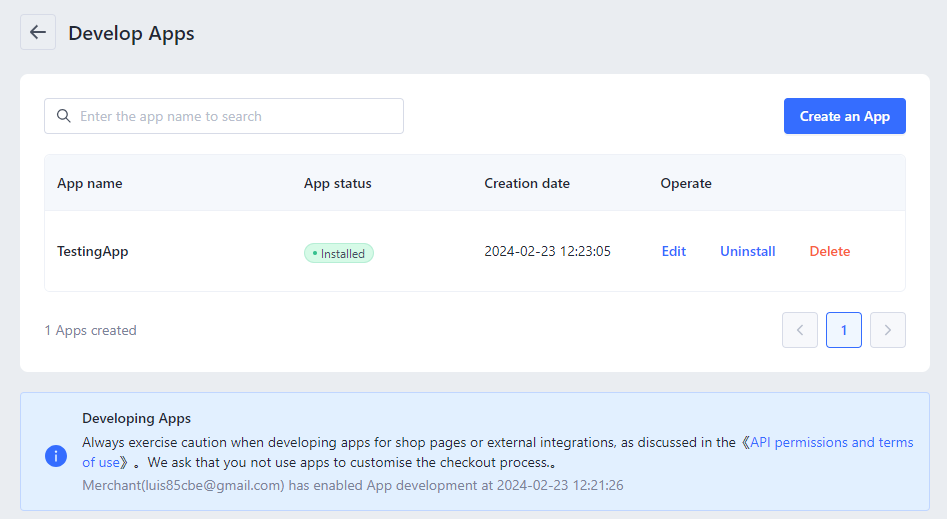 Develop Apps
Enter the app name to search
Create an App
App name App status Creation date Operate
TestingApp Installed 2024-02-23 12:23:05 Edit Uninstall Delete
1 Apps created
1
Developing Apps
Always exercise caution when developing apps for shop pages or external integrations, as discussed in the《API permissions and terms
of use》。We ask that you not use apps to customise the checkout process.。
Merchant(luis85cbe@gmail.com) has enabled App development at 2024-02-23 12:21:26